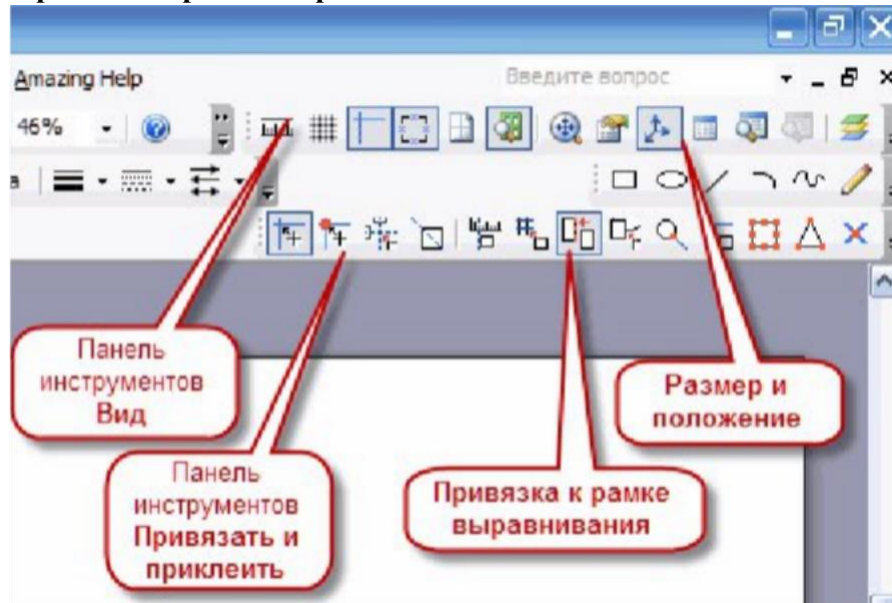 Amazing Help
Введите вопрос
46%
Панель
инструментов
Вид
Панель
инструментов
Привязать и
приклеить
Привязка к рамке
выравнивания
Размер и
положение